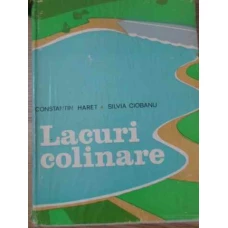 CONSTANTIN HARET • SILVIA CIOBANU
Lacuri
colinare